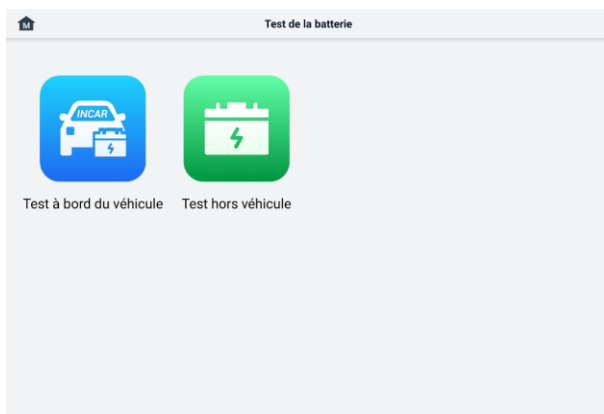 M
Test de la batterie
INCAR
Test à bord du véhicule
Test hors véhicule